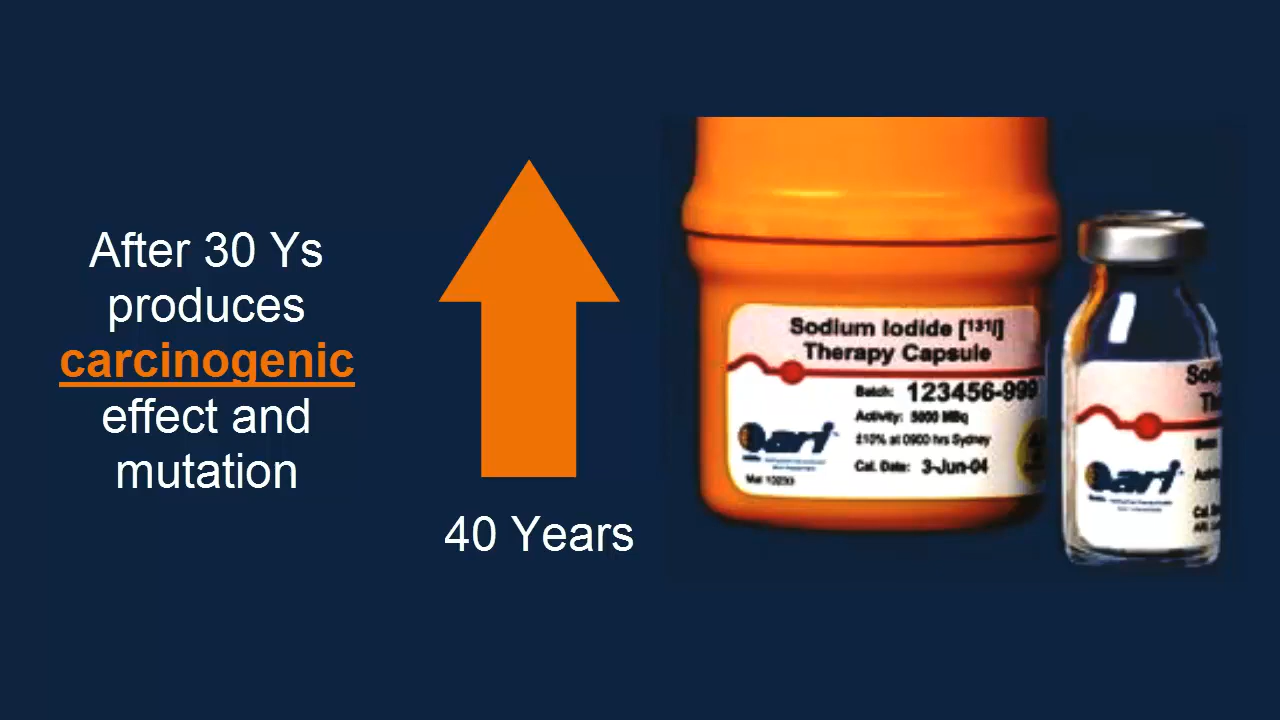 After 30 Ys
produces
carcinogenic
effect and
mutation
40 Years
Sodium Iodide [131I]
Therapy Capsule
Batch: 123456-999
Activity: 5000 MBq
±10% at 0900 hrs Sydney
Cal. Date: 3-Jun-04
ari
ari